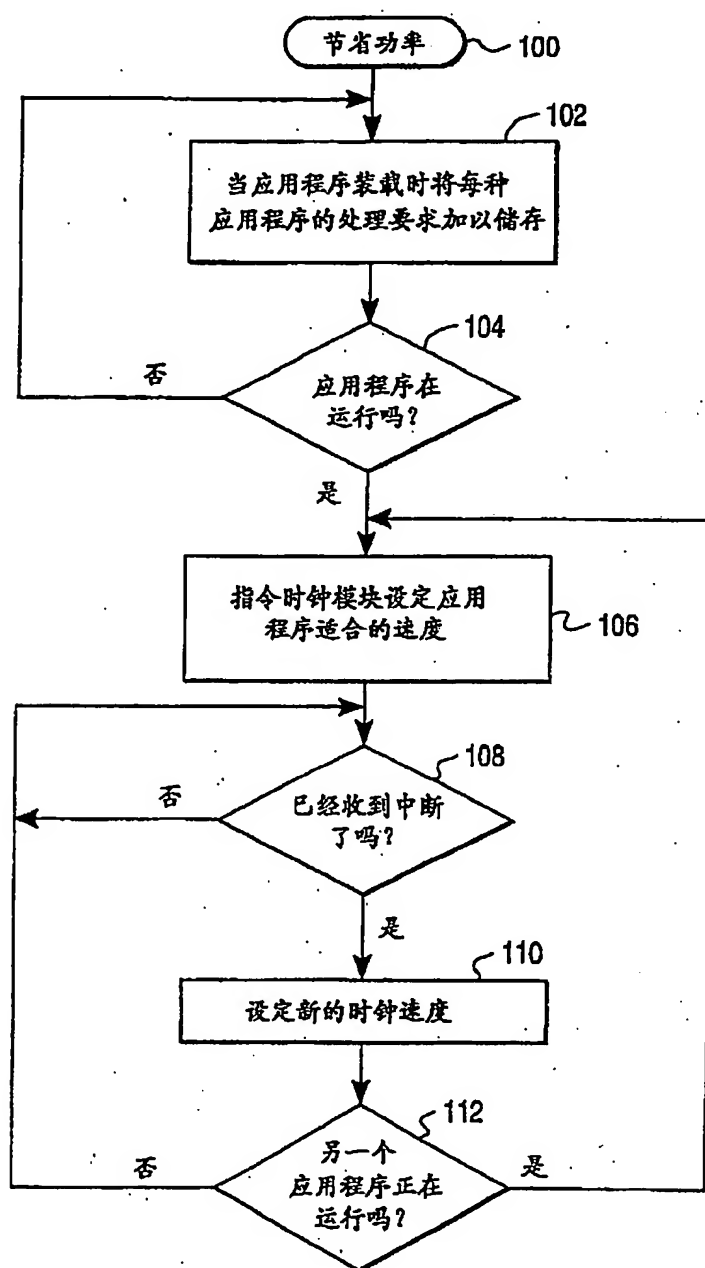 节省功率
100
102
当应用程序装载时将每种
应用程序的处理要求加以储存
104
否
应用程序在
运行吗?
是
指令时钟模块设定应用
程序适合的速度
106
108
否
已经收到中断
了吗?
是
110
设定新的时钟速度
112
否
另一个
应用程序正在
运行吗?
是